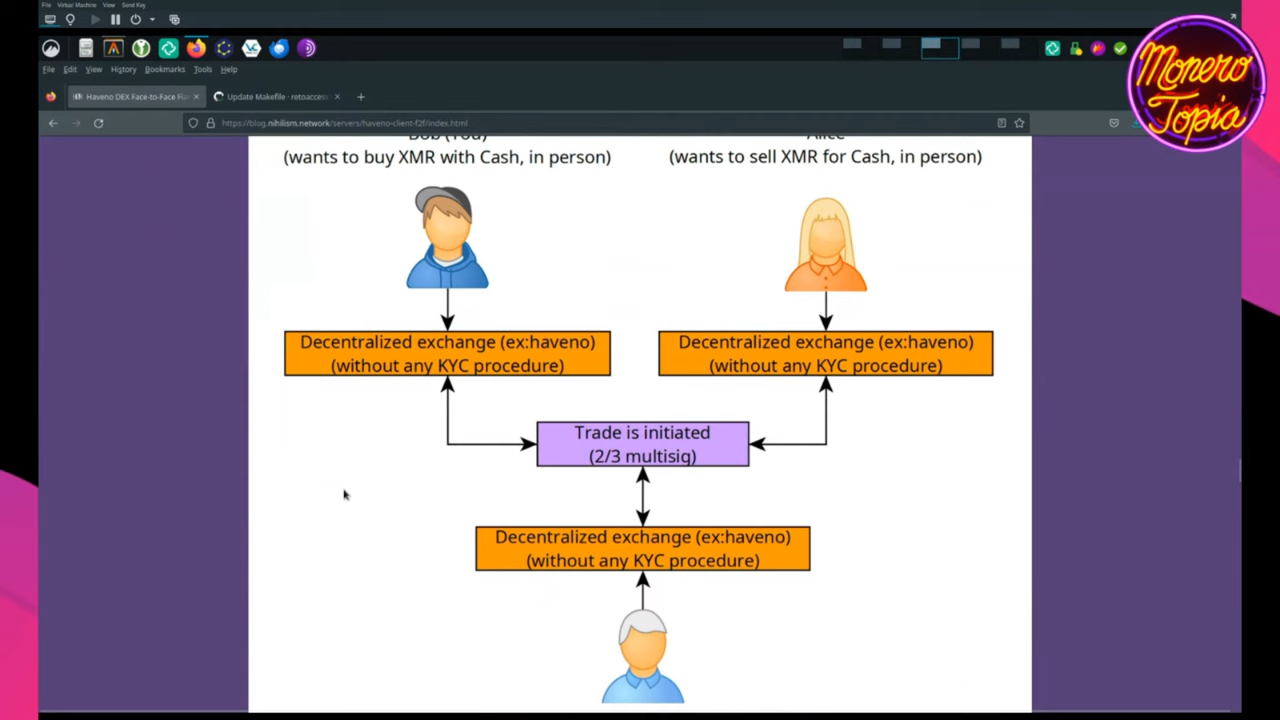 File Virtual Machine View Send Key
File Edit View History Bookmarks Tools Help
Haveno DEX Face-to-Face Fia
Update Makefile · retoaccess
https://blog.nihilism.network/servers/haveno-client-f2f/index.html
Monero
Topia
Bob (You)
(wants to buy XMR with Cash, in person)
Alice
(wants to sell XMR for Cash, in person)
Decentralized exchange (ex:haveno)
(without any KYC procedure)
Decentralized exchange (ex:haveno)
(without any KYC procedure)
Trade is initiated
(2/3 multisig)
Decentralized exchange (ex:haveno)
(without any KYC procedure)